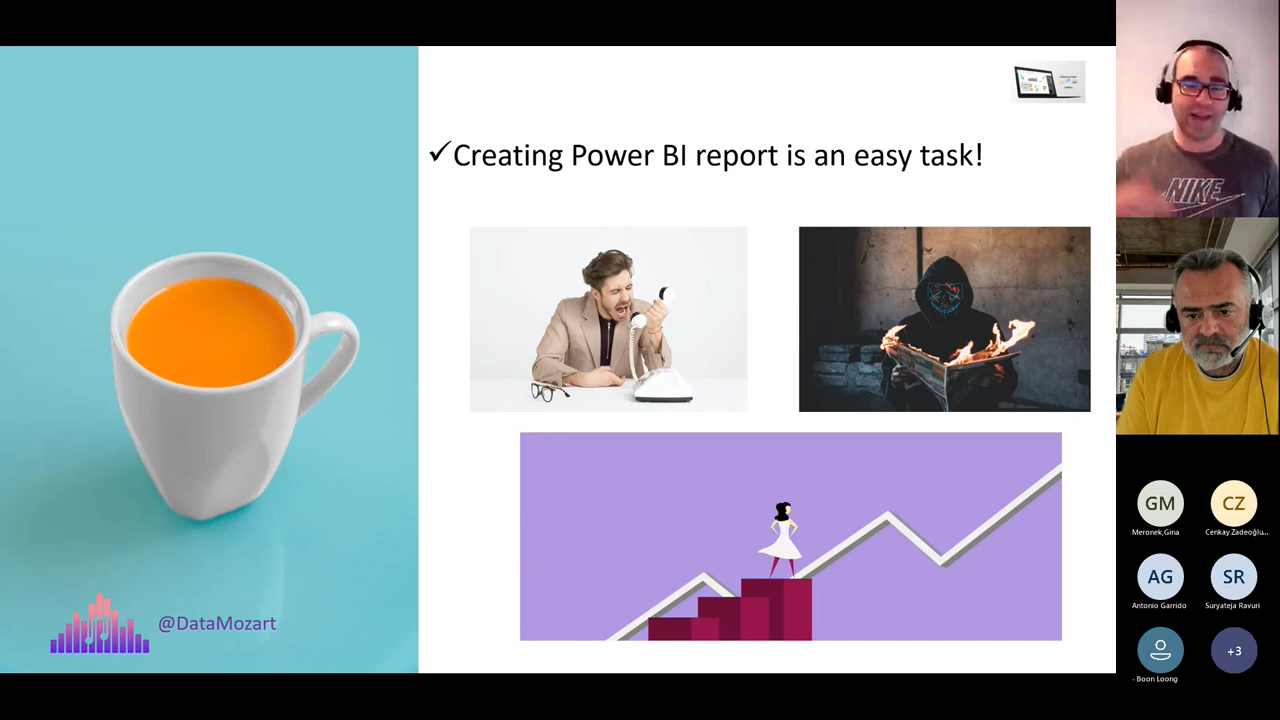 ✓Creating Power BI report is an easy task!
@DataMozart
NIKE
GM
CZ
Meronek,Gina
Cenkay Zadeoğlu...
AG
SR
Antonio Garrido
Suryateja Ravuri
+3
- Boon Loong